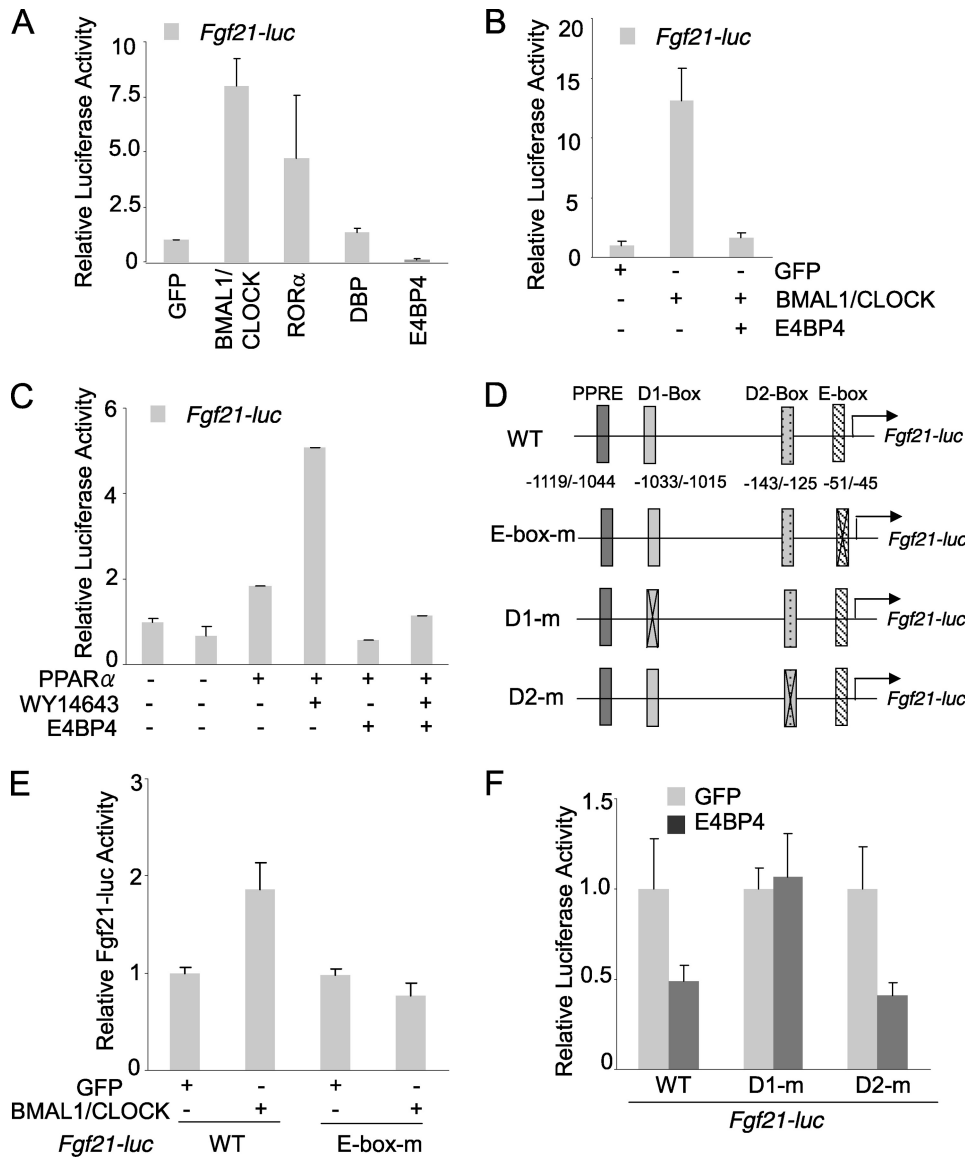 A
Fgf21-luc
Relative Luciferase Activity
10
7.5
5.0
2.5
0
GFP
BMAL1/
CLOCK
RORα
DBP
E4BP4
B
Fgf21-luc
Relative Luciferase Activity
20
15
10
5
0
+ - - GFP
- + + BMAL1/CLOCK
- - + E4BP4
C
Fgf21-luc
Relative Luciferase Activity
6
4
2
0
PPARα - - + + + +
WY14643 - - - + - +
E4BP4 - - - - + +
D
PPRE D1-Box D2-Box E-box
WT Fgf21-luc
-1119/-1044 -1033/-1015 -143/-125 -51/-45
E-box-m Fgf21-luc
D1-m Fgf21-luc
D2-m Fgf21-luc
E
Relative Fgf21-luc Activity
3
2
1
0
GFP + - + -
BMAL1/CLOCK - + - +
Fgf21-luc WT E-box-m
F
GFP
E4BP4
Relative Luciferase Activity
1.5
1.0
0.5
0
WT D1-m D2-m
Fgf21-luc